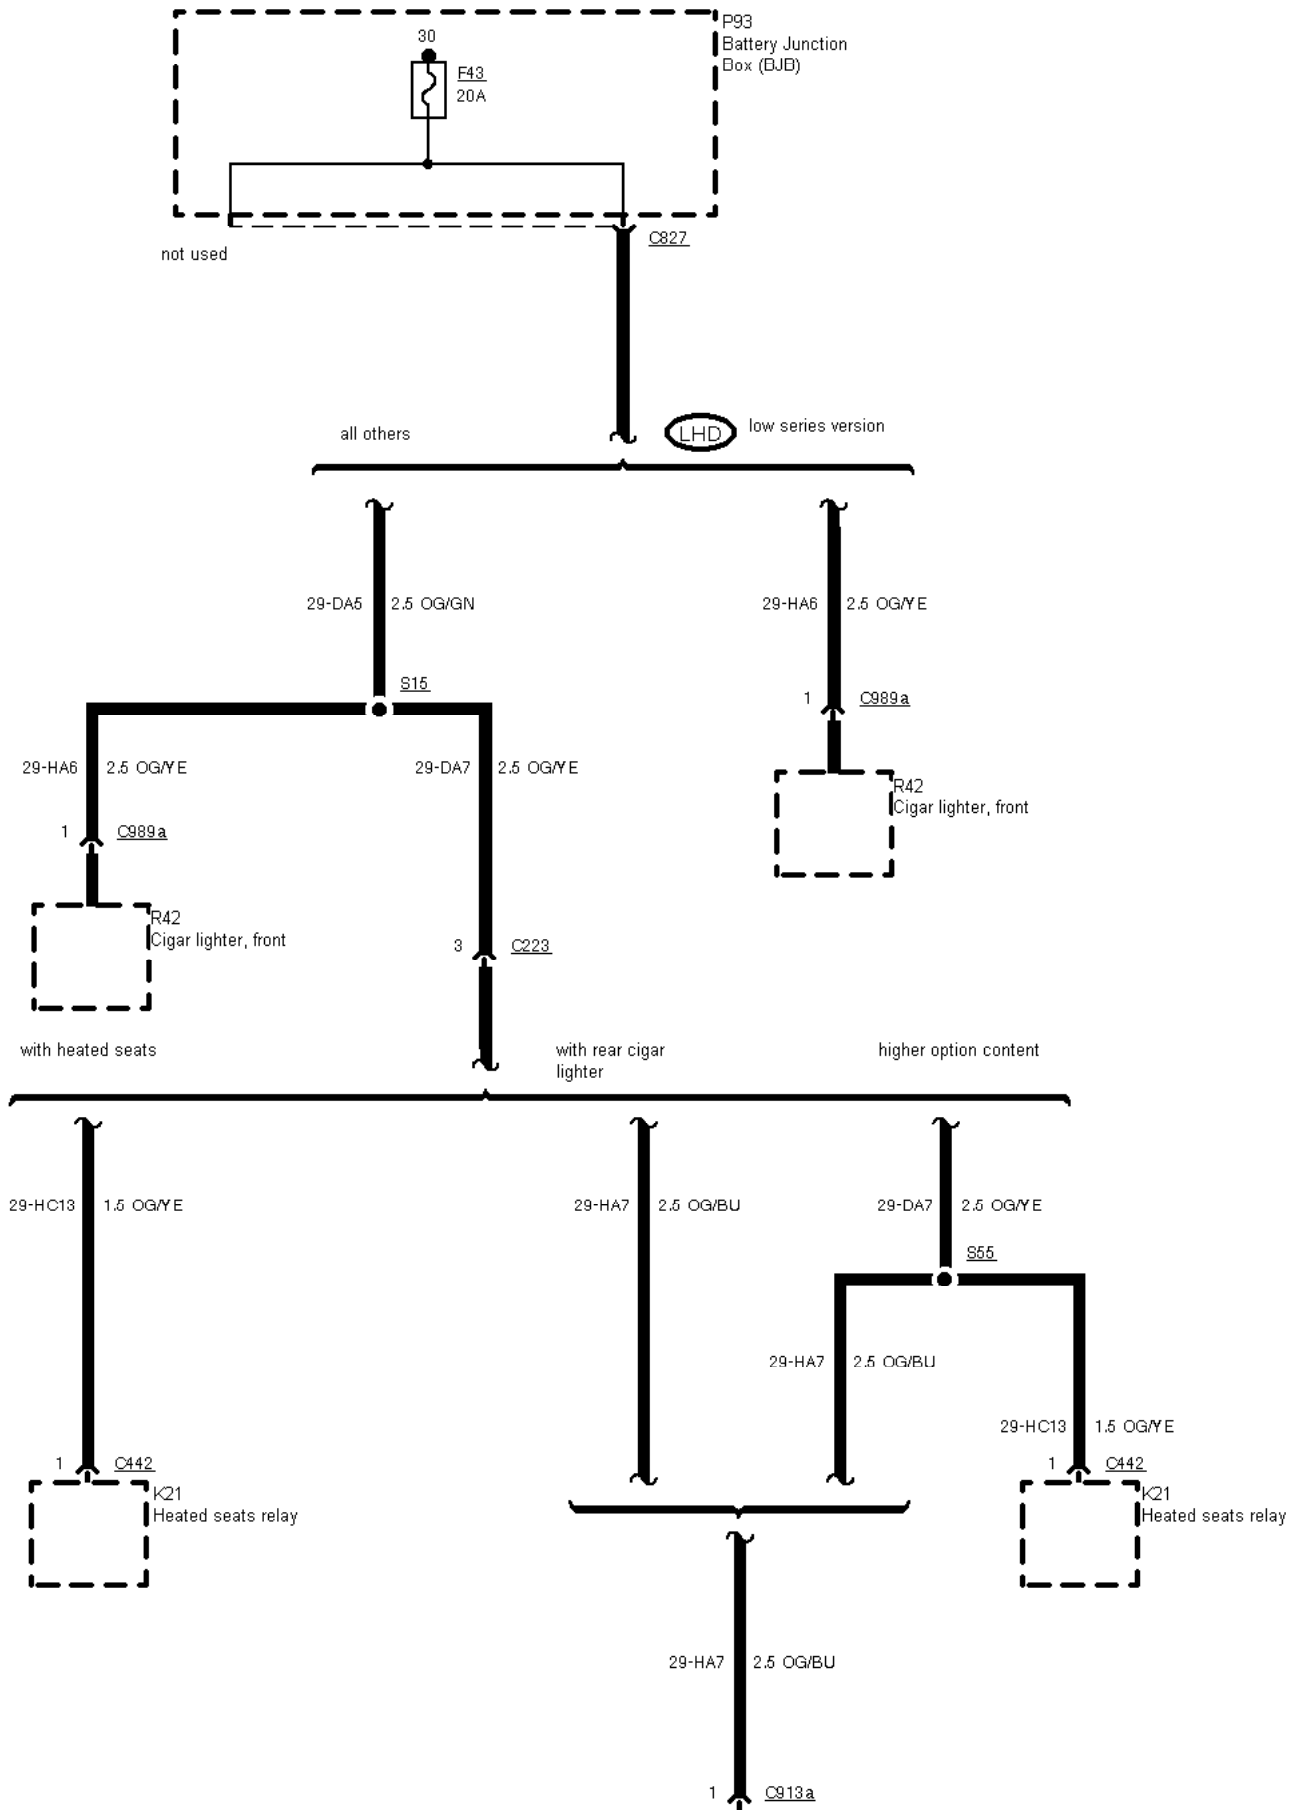 P93
Battery Junction
Box (BJB)
30
F43
20A
C827
not used
all others
LHD
low series version
29-DA5
2.5 OG/GN
29-HA6
2.5 OG/YE
S15
1
C989a
29-HA6
2.5 OG/YE
29-DA7
2.5 OG/YE
R42
Cigar lighter, front
1
C989a
R42
Cigar lighter, front
3
C223
with heated seats
with rear cigar
lighter
higher option content
29-HC13
1.5 OG/YE
29-HA7
2.5 OG/BU
29-DA7
2.5 OG/YE
S55
29-HA7
2.5 OG/BU
29-HC13
1.5 OG/YE
1
C442
1
C442
K21
Heated seats relay
K21
Heated seats relay
29-HA7
2.5 OG/BU
1
C913a